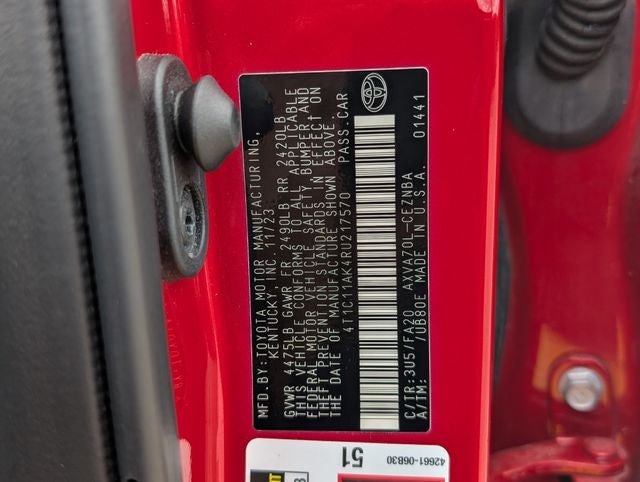 MFD.BY:TOYOTA MOTOR MANUFACTURING,
KENTUCKY, INC. 11/23
GVWR 4475LB GAWR FR 2490LB RR 2420LB
THIS VEHICLE CONFORMS TO ALL APPLICABLE
FEDERAL MOTOR VEHICLE SAFETY BUMPER AND
THEFT PREVENTION STANDARDS IN EFFECT ON
THE DATE OF MANUFACTURE SHOWN ABOVE.
4T1C11AK4RU217570 PASS.CAR
C/TR:3U5/FA20 AXVA70L-CEZNBA
A/TM: /UB80E MADE IN U.S.A. 01441
42661-06B30
51